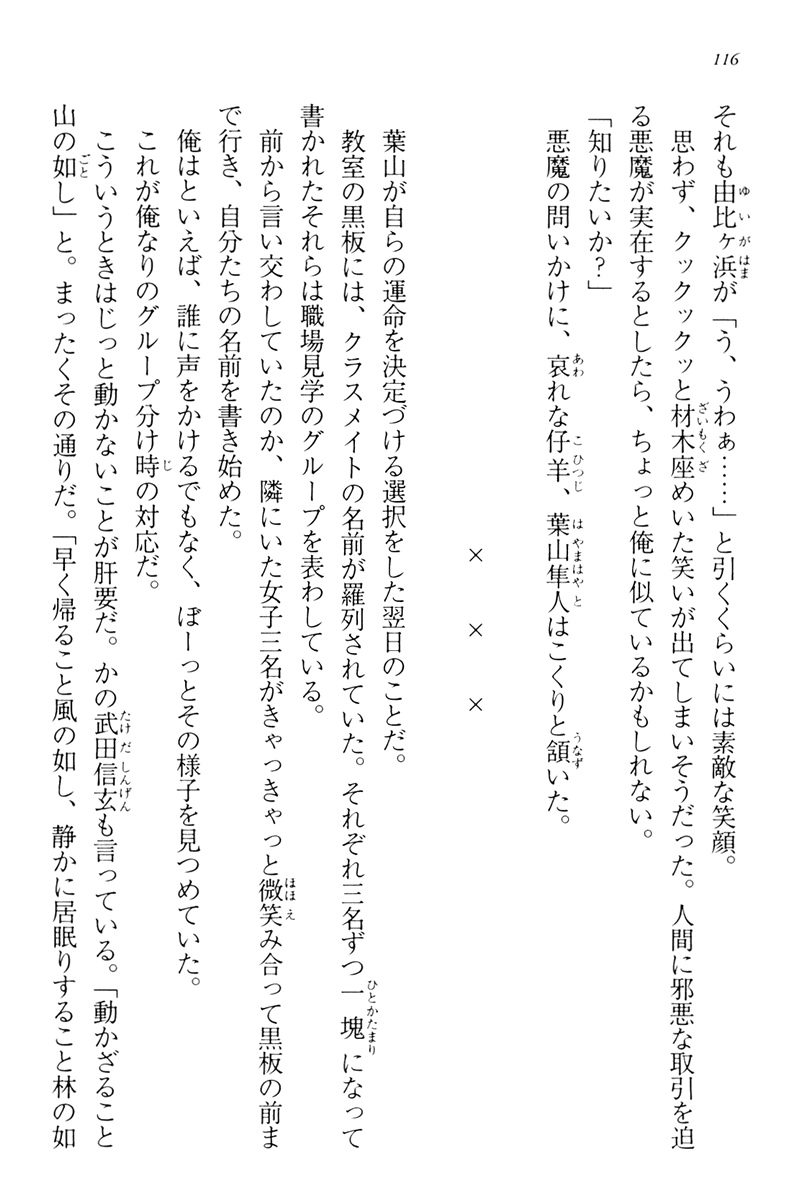 116
それも由比ヶ浜が「う、うわぁ……」と引くくらいには素敵な笑顔。
思わず、クックックッと材木座めいた笑いが出てしまいそうだった。人間に邪悪な取引を迫
る悪魔が実在するとしたら、ちょっと俺に似ているかもしれない。
「知りたいか？」
悪魔の問いかけに、哀れな仔羊、葉山隼人はこくりと頷いた。
×　×　×
葉山が自らの運命を決定づける選択をした翌日のことだ。
教室の黒板には、クラスメイトの名前が羅列されていた。それぞれ三名ずつ一塊になって
書かれたそれらは職場見学のグループを表わしている。
前から言い交わしていたのか、隣にいた女子三名がきゃっきゃっと微笑み合って黒板の前ま
で行き、自分たちの名前を書き始めた。
俺はといえば、誰に声をかけるでもなく、ぼーっとその様子を見つめていた。
これが俺なりのグループ分け時の対応だ。
こういうときはじっと動かないことが肝要だ。かの武田信玄も言っている。「動かざること
山の如し」と。まったくその通りだ。「早く帰ること風の如し、静かに居眠りすること林の如